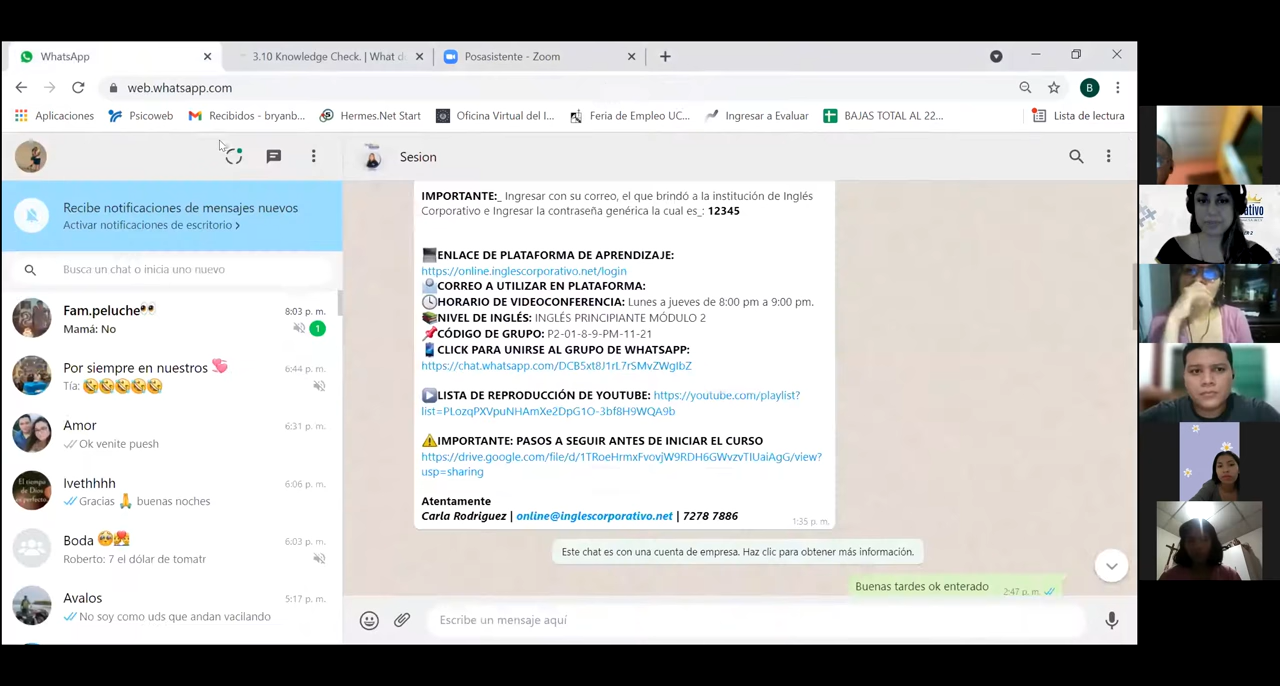 WhatsApp
3.10 Knowledge Check. | What d
Posasistente - Zoom
web.whatsapp.com
B
Aplicaciones
Psicoweb
Recibidos - bryanb...
Hermes.Net Start
Oficina Virtual del I...
Feria de Empleo UC...
Ingresar a Evaluar
BAJAS TOTAL AL 22...
Lista de lectura
Sesion
Recibe notificaciones de mensajes nuevos
Activar notificaciones de escritorio >
Busca un chat o inicia uno nuevo
Fam.peluche 8:03 p. m.
Mamá: No 1
Por siempre en nuestros 6:44 p. m.
Tía:
Amor 6:31 p. m.
Ok venite puesh
Ivethhhh 6:06 p. m.
Gracias buenas noches
Boda 6:03 p. m.
Roberto: 7 el dólar de tomatr
Avalos 5:17 p. m.
No soy como uds que andan vacilando
IMPORTANTE:_ Ingresar con su correo, el que brindó a la institución de Inglés
Corporativo e Ingresar la contraseña genérica la cual es_: 12345
ENLACE DE PLATAFORMA DE APRENDIZAJE:
https://online.inglescorporativo.net/login
CORREO A UTILIZAR EN PLATAFORMA:
HORARIO DE VIDEOCONFERENCIA: Lunes a jueves de 8:00 pm a 9:00 pm.
NIVEL DE INGLÉS: INGLÉS PRINCIPIANTE MÓDULO 2
CÓDIGO DE GRUPO: P2-01-8-9-PM-11-21
CLICK PARA UNIRSE AL GRUPO DE WHATSAPP:
https://chat.whatsapp.com/DCB5xt8J1rL7rSMvZWgIbZ
LISTA DE REPRODUCCIÓN DE YOUTUBE: https://youtube.com/playlist?
list=PLozqPXVpuNHAmXe2DpG1O-3bf8H9WQA9b
IMPORTANTE: PASOS A SEGUIR ANTES DE INICIAR EL CURSO
https://drive.google.com/file/d/1TRoeHrmxFvovjW9RDH6GWvzvTIUaiAgG/view?
usp=sharing
Atentamente
Carla Rodriguez | online@inglescorporativo.net | 7278 7886
1:35 p. m.
Este chat es con una cuenta de empresa. Haz clic para obtener más información.
Buenas tardes ok enterado
2:47 p. m.
Escribe un mensaje aquí